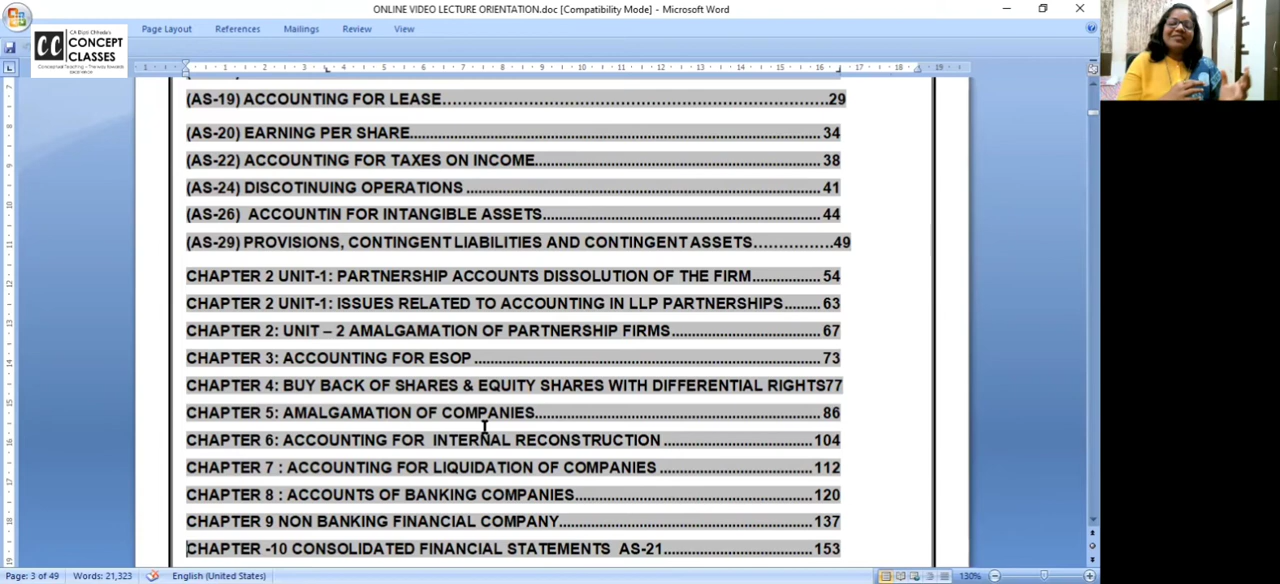 ONLINE VIDEO LECTURE ORIENTATION.doc [Compatibility Mode] - Microsoft Word
Page Layout References Mailings Review View
CONCEPT
CLASSES
(AS-19) ACCOUNTING FOR LEASE……………………………………………………………………….29
(AS-20) EARNING PER SHARE.................................................................................... 34
(AS-22) ACCOUNTING FOR TAXES ON INCOME.......................................................... 38
(AS-24) DISCOTINUING OPERATIONS ........................................................................ 41
(AS-26)  ACCOUNTIN FOR INTANGIBLE ASSETS......................................................... 44
(AS-29) PROVISIONS, CONTINGENT LIABILITIES AND CONTINGENT ASSETS……………..49
CHAPTER 2 UNIT-1: PARTNERSHIP ACCOUNTS DISSOLUTION OF THE FIRM.............. 54
CHAPTER 2 UNIT-1: ISSUES RELATED TO ACCOUNTING IN LLP PARTNERSHIPS........ 63
CHAPTER 2: UNIT – 2 AMALGAMATION OF PARTNERSHIP FIRMS.............................. 67
CHAPTER 3: ACCOUNTING FOR ESOP ...................................................................... 73
CHAPTER 4: BUY BACK OF SHARES & EQUITY SHARES WITH DIFFERENTIAL RIGHTS77
CHAPTER 5: AMALGAMATION OF COMPANIES........................................................... 86
CHAPTER 6: ACCOUNTING FOR  INTERNAL RECONSTRUCTION .............................. 104
CHAPTER 7 : ACCOUNTING FOR LIQUIDATION OF COMPANIES ............................... 112
CHAPTER 8 : ACCOUNTS OF BANKING COMPANIES................................................ 120
CHAPTER 9 NON BANKING FINANCIAL COMPANY................................................... 137
CHAPTER -10 CONSOLIDATED FINANCIAL STATEMENTS  AS-21.............................. 153
Page: 3 of 49 Words: 21,323 English (United States) 130%